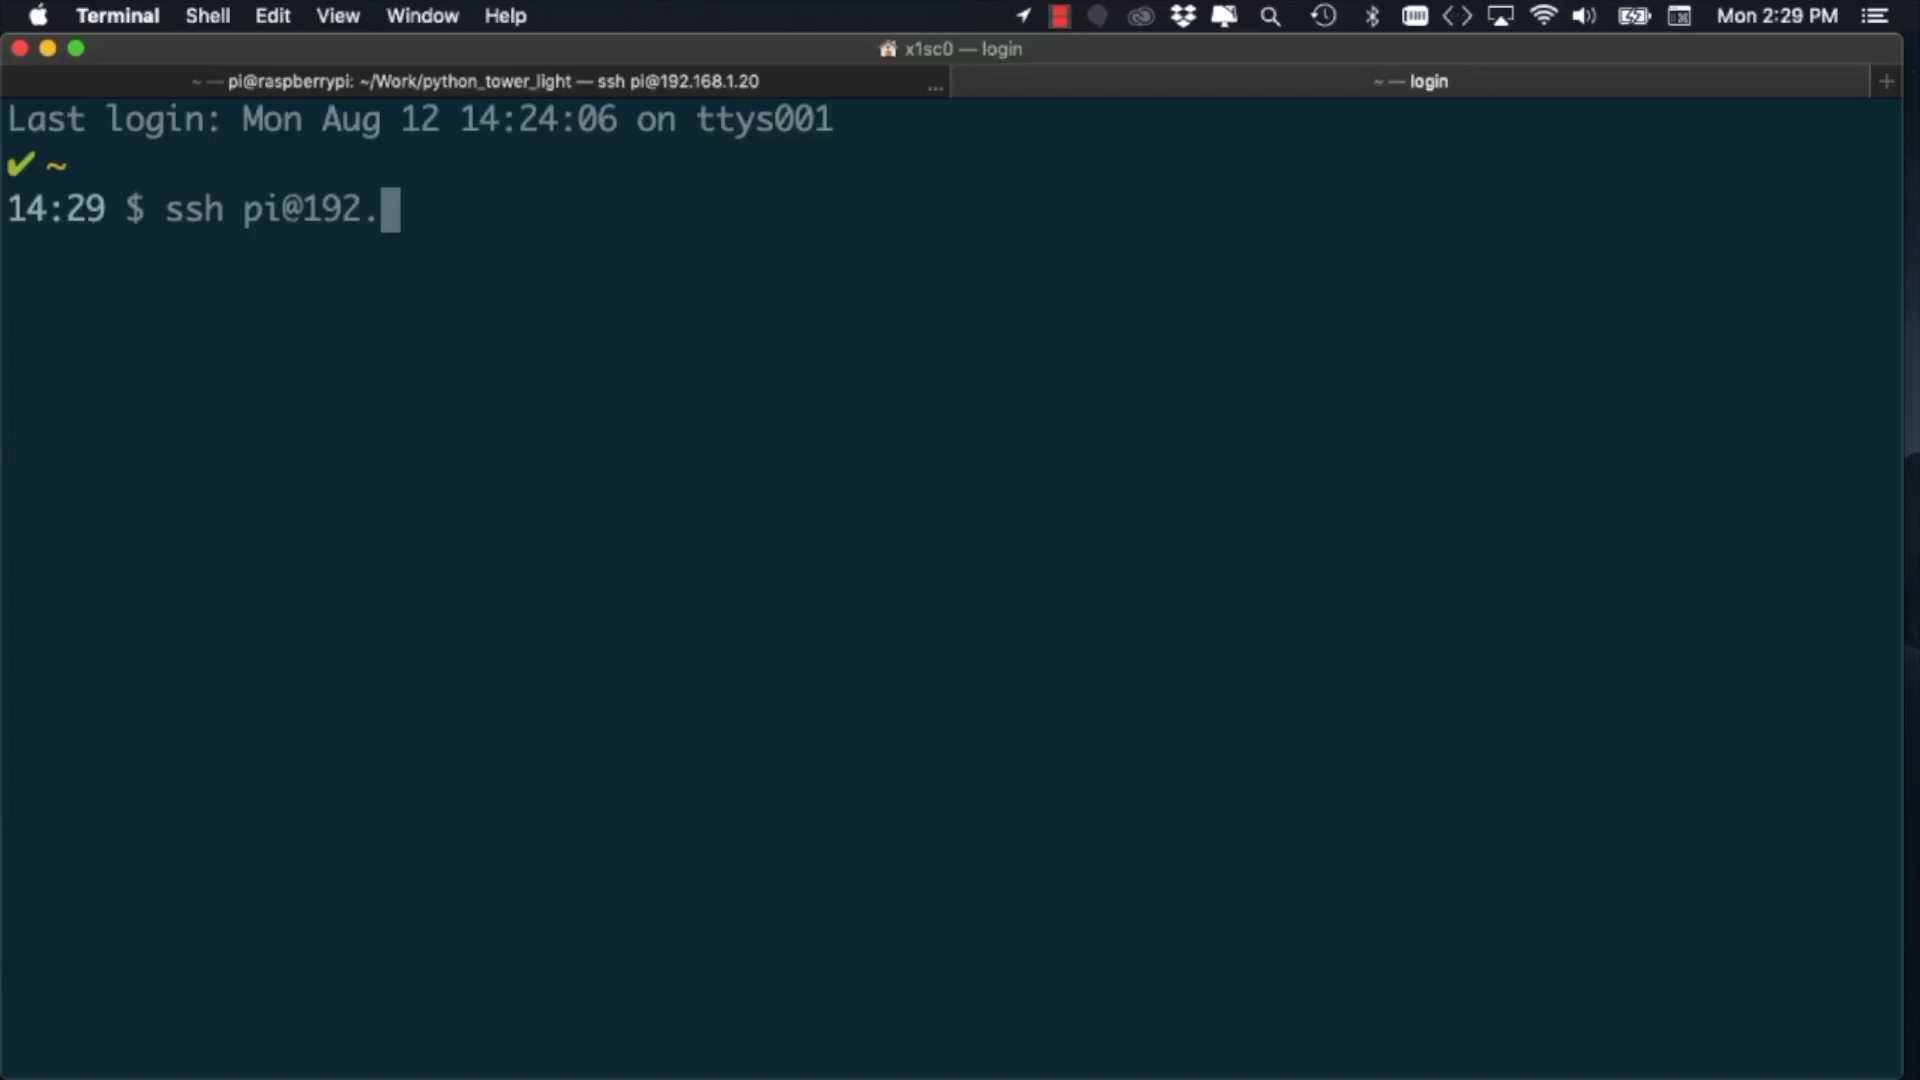 Terminal Shell Edit View Window Help Mon 2:29 PM
x1sc0 — login
~ — pi@raspberrypi: ~/Work/python_tower_light — ssh pi@192.168.1.20 ... ~ — login +
Last login: Mon Aug 12 14:24:06 on ttys001
✔ ~
14:29 $ ssh pi@192.